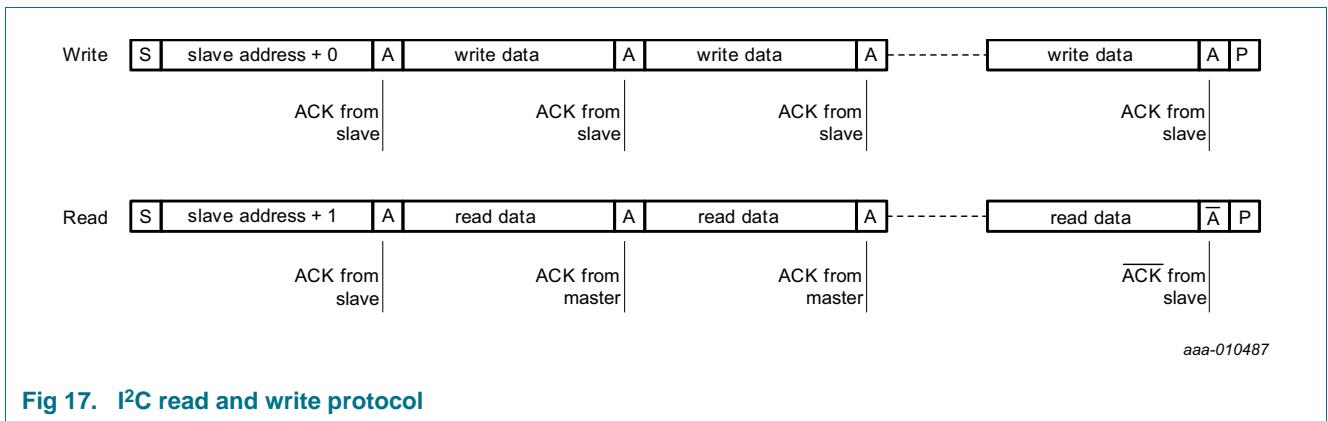 Write S slave address + 0 A write data A write data A write data A P
ACK from ACK from ACK from ACK from
slave slave slave slave
Read S slave address + 1 A read data A read data A read data A̅ P
ACK from ACK from ACK from A̅C̅K̅ from
slave master master slave
aaa-010487
Fig 17. I²C read and write protocol